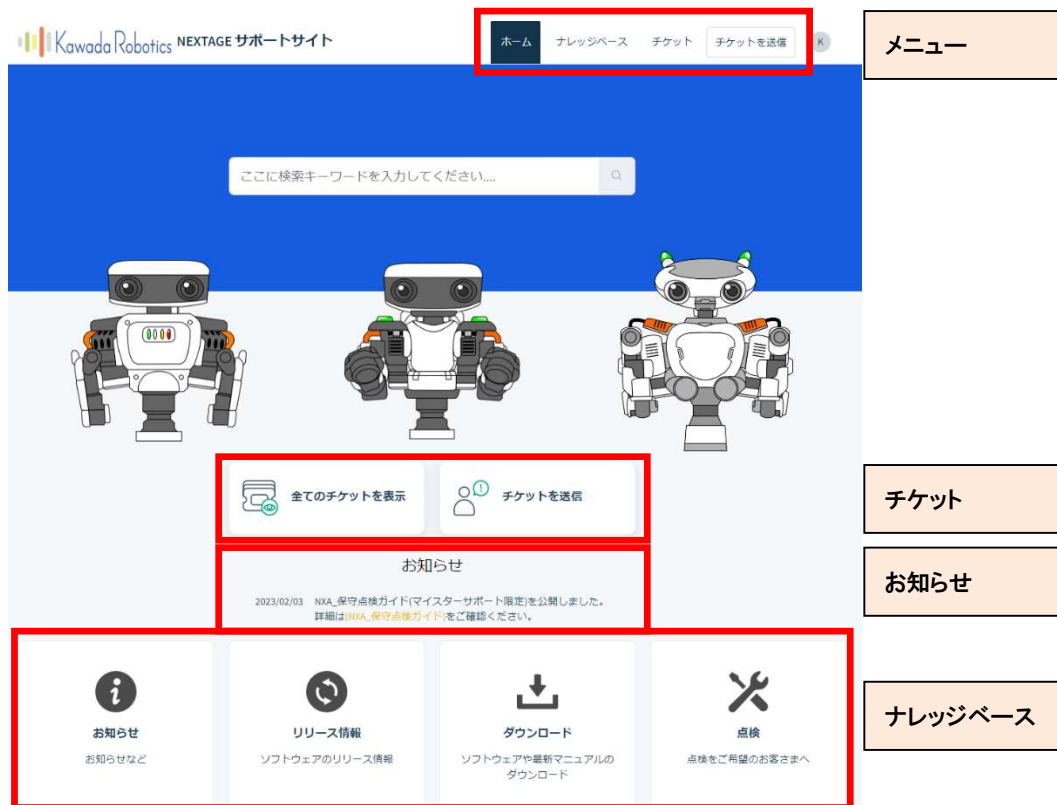 Kawada Robotics NEXTAGE サポートサイト
ホーム ナレッジベース チケット チケットを送信 K
メニュー
ここに検索キーワードを入力してください....
全てのチケットを表示 チケットを送信
チケット
お知らせ
お知らせ
2023/02/03 NXA_保守点検ガイド(マイスターサポート限定)を公開しました。
詳細は(NXA_保守点検ガイド)をご確認ください。
ナレッジベース
お知らせ リリース情報 ダウンロード 点検
お知らせなど ソフトウェアのリリース情報 ソフトウェアや最新マニュアルの 点検をご希望のお客さまへ
ダウンロード